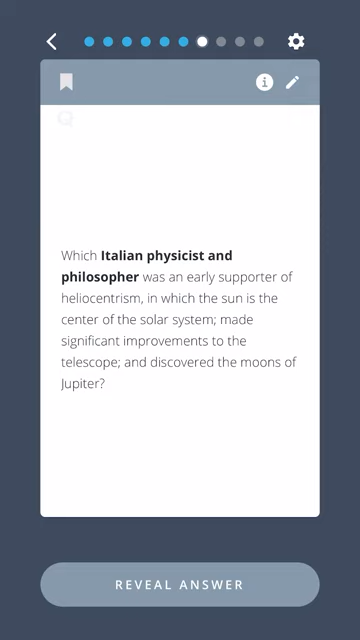 Which Italian physicist and
philosopher was an early supporter of
heliocentrism, in which the sun is the
center of the solar system; made
significant improvements to the
telescope; and discovered the moons of
Jupiter?
REVEAL ANSWER